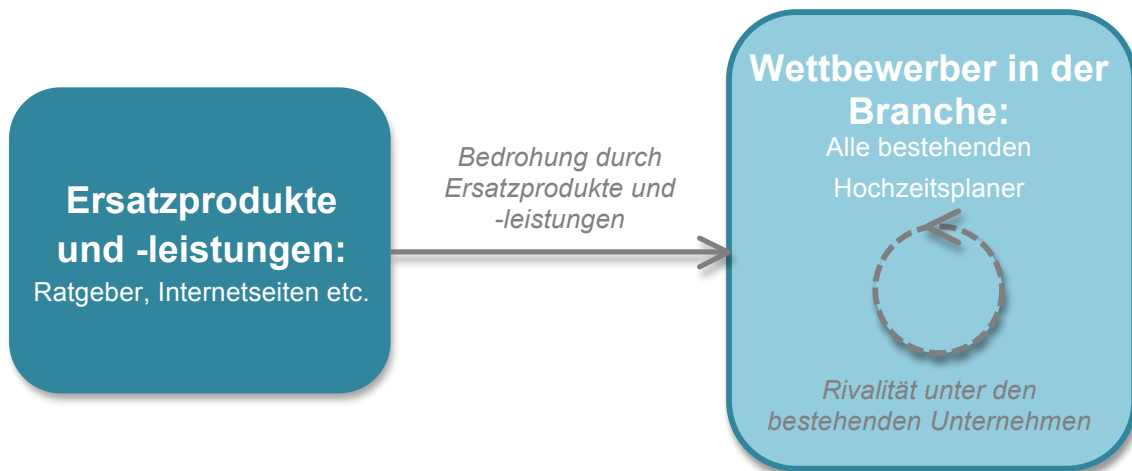 Ersatzprodukte
und -leistungen:
Ratgeber, Internetseiten etc.
Bedrohung durch
Ersatzprodukte und
-leistungen
Wettbewerber in der
Branche:
Alle bestehenden
Hochzeitsplaner
Rivalität unter den
bestehenden Unternehmen